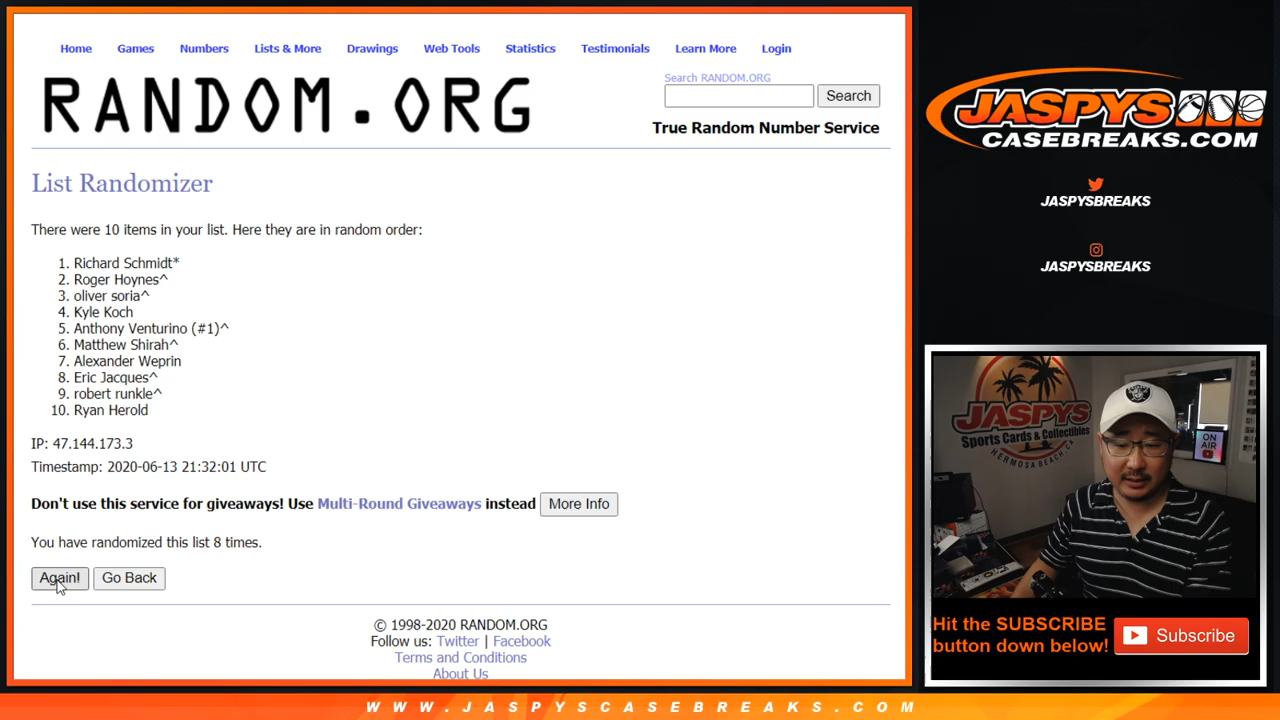 Home Games Numbers Lists & More Drawings Web Tools Statistics Testimonials Learn More Login
RANDOM.ORG
Search RANDOM.ORG
Search
True Random Number Service
List Randomizer
There were 10 items in your list. Here they are in random order:
1. Richard Schmidt*
2. Roger Hoynes^
3. oliver soria^
4. Kyle Koch
5. Anthony Venturino (#1)^
6. Matthew Shirah^
7. Alexander Weprin
8. Eric Jacques^
9. robert runkle^
10. Ryan Herold
IP: 47.144.173.3
Timestamp: 2020-06-13 21:32:01 UTC
Don't use this service for giveaways! Use Multi-Round Giveaways instead More Info
You have randomized this list 8 times.
Again! Go Back
© 1998-2020 RANDOM.ORG
Follow us: Twitter | Facebook
Terms and Conditions
About Us
JASPYS
CASEBREAKS.COM
JASPYSBREAKS
JASPYSBREAKS
JASPYS
Sports Cards & Collectibles
HERMOSA BEACH, CA
ON
AIR
Hit the SUBSCRIBE
button down below!
Subscribe
WWW.JASPYSCASEBREAKS.COM